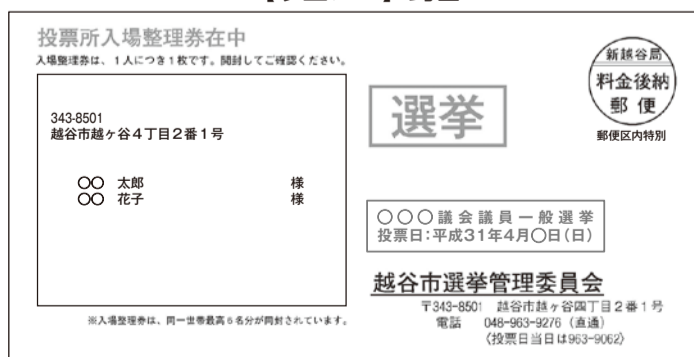 投票所入場整理券在中
入場整理券は、1人につき1枚です。開封してご確認ください。
343-8501
越谷市越ヶ谷4丁目2番1号
○○ 太郎 様
○○ 花子 様
※入場整理券は、同一世帯最高6名分が同封されています。
選挙
新越谷局
料金後納
郵便
郵便区内特別
○○○議会議員一般選挙
投票日:平成31年4月○日(日)
越谷市選挙管理委員会
〒343-8501 越谷市越ヶ谷四丁目2番1号
電話 048-963-9276(直通)
〈投票日当日は963-9062〉